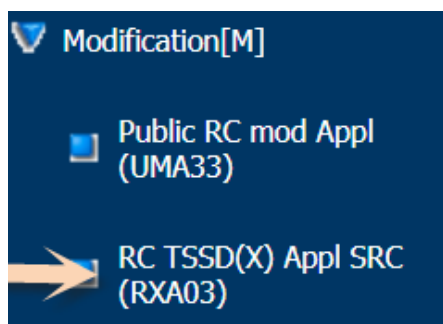 Modification[M]
Public RC mod Appl
(UMA33)
RC TSSD(X) Appl SRC
(RXA03)